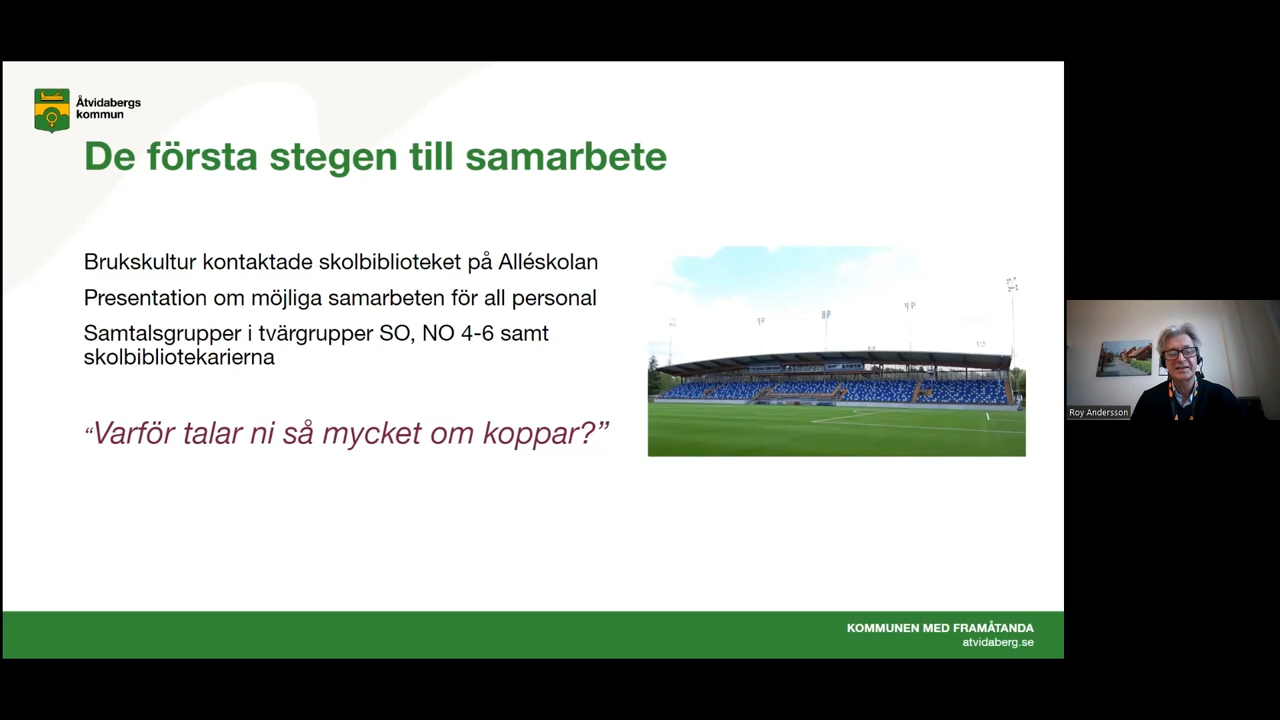 Åtvidabergs
kommun
De första stegen till samarbete
Brukskultur kontaktade skolbiblioteket på Alléskolan
Presentation om möjliga samarbeten för all personal
Samtalsgrupper i tvärgrupper SO, NO 4-6 samt
skolbibliotekarierna
“Varför talar ni så mycket om koppar?”
Roy Andersson
KOMMUNEN MED FRAMÅTANDA
atvidaberg.se